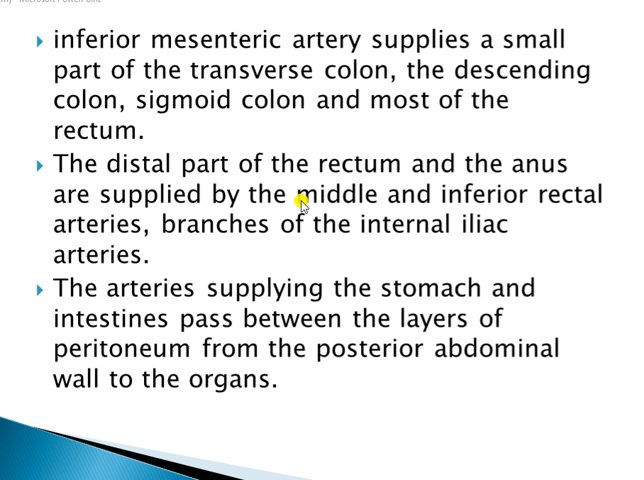 inferior mesenteric artery supplies a small
part of the transverse colon, the descending
colon, sigmoid colon and most of the
rectum.
The distal part of the rectum and the anus
are supplied by the middle and inferior rectal
arteries, branches of the internal iliac
arteries.
The arteries supplying the stomach and
intestines pass between the layers of
peritoneum from the posterior abdominal
wall to the organs.